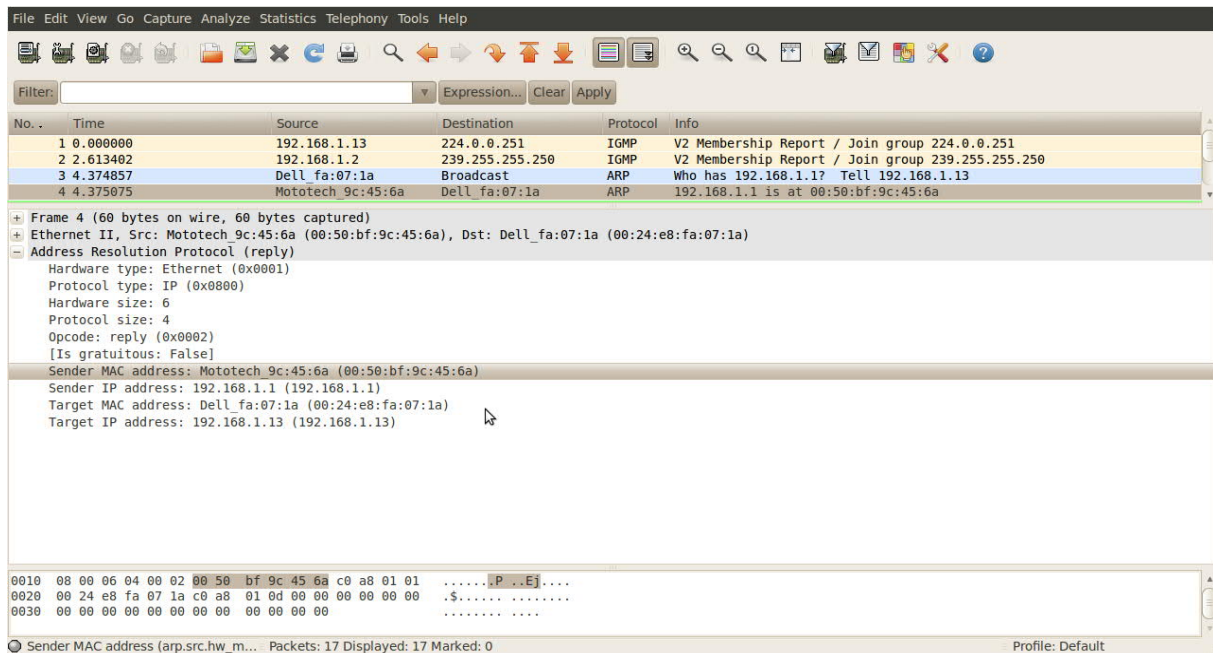 File Edit View Go Capture Analyze Statistics Telephony Tools Help
Filter: Expression... Clear Apply
No. . Time Source Destination Protocol Info
1 0.000000 192.168.1.13 224.0.0.251 IGMP V2 Membership Report / Join group 224.0.0.251
2 2.613402 192.168.1.2 239.255.255.250 IGMP V2 Membership Report / Join group 239.255.255.250
3 4.374857 Dell_fa:07:1a Broadcast ARP Who has 192.168.1.1? Tell 192.168.1.13
4 4.375075 Mototech_9c:45:6a Dell_fa:07:1a ARP 192.168.1.1 is at 00:50:bf:9c:45:6a
+ Frame 4 (60 bytes on wire, 60 bytes captured)
+ Ethernet II, Src: Mototech_9c:45:6a (00:50:bf:9c:45:6a), Dst: Dell_fa:07:1a (00:24:e8:fa:07:1a)
− Address Resolution Protocol (reply)
Hardware type: Ethernet (0x0001)
Protocol type: IP (0x0800)
Hardware size: 6
Protocol size: 4
Opcode: reply (0x0002)
[Is gratuitous: False]
Sender MAC address: Mototech_9c:45:6a (00:50:bf:9c:45:6a)
Sender IP address: 192.168.1.1 (192.168.1.1)
Target MAC address: Dell_fa:07:1a (00:24:e8:fa:07:1a)
Target IP address: 192.168.1.13 (192.168.1.13)
0010 08 00 06 04 00 02 00 50 bf 9c 45 6a c0 a8 01 01 .......P ..Ej....
0020 00 24 e8 fa 07 1a c0 a8 01 0d 00 00 00 00 00 00 .$...... ........
0030 00 00 00 00 00 00 00 00 00 00 00 00 ........ ....
Sender MAC address (arp.src.hw_m... Packets: 17 Displayed: 17 Marked: 0 Profile: Default